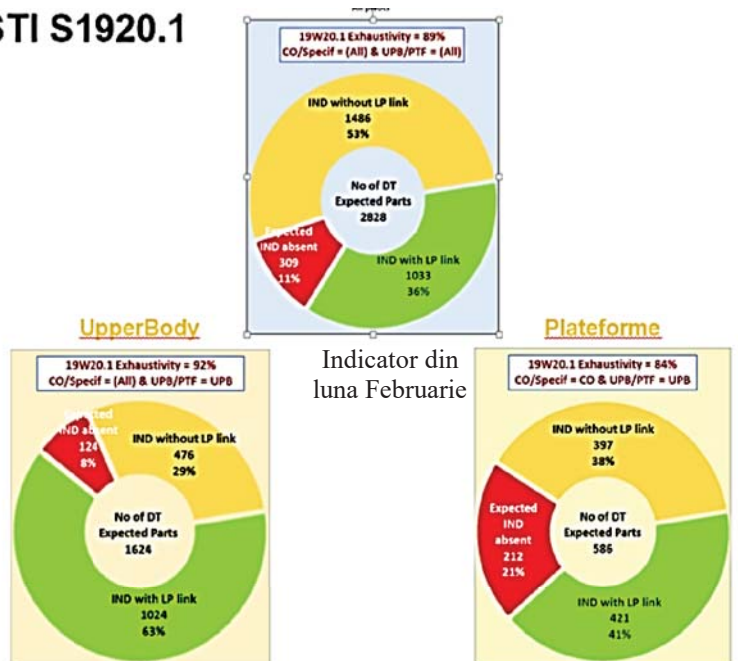 STI S1920.1
19W20.1 Exhaustivity = 89%
CO/Specif = (All) & UPB/PTF = (All)
IND without LP link
1486
53%
No of DT
Expected Parts
2828
Expected
IND absent
309
11%
IND with LP link
1033
36%
UpperBody
19W20.1 Exhaustivity = 92%
CO/Specif = (All) & UPB/PTF = UPB
Expected
IND absent
124
8%
IND without LP link
476
29%
No of DT
Expected Parts
1624
IND with LP link
1024
63%
Indicator din
luna Februarie
Plateforme
19W20.1 Exhaustivity = 84%
CO/Specif = CO & UPB/PTF = UPB
IND without LP link
397
38%
Expected
IND
absent
212
21%
No of DT
Expected Parts
586
IND with LP link
421
41%